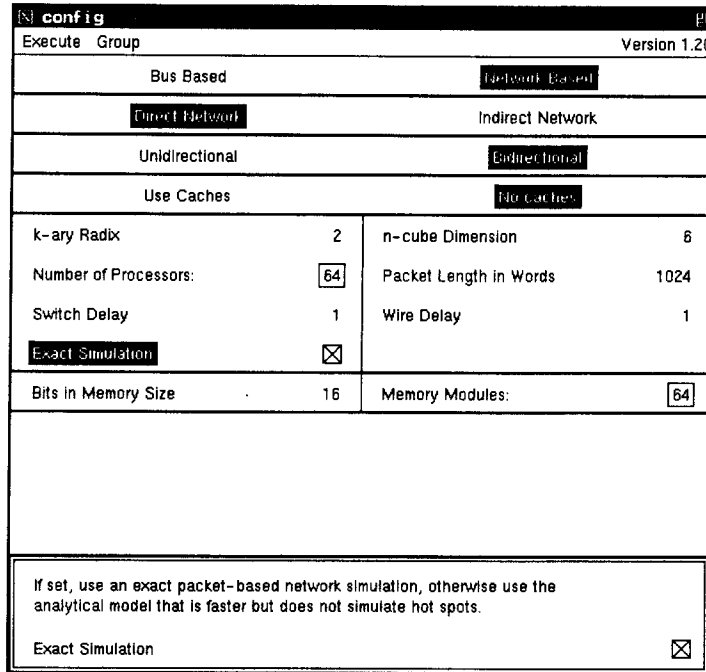 config
Execute Group Version 1.20
Bus Based Network Based
Direct Network Indirect Network
Unidirectional Bidirectional
Use Caches No caches
k-ary Radix 2 n-cube Dimension 6
Number of Processors: 64 Packet Length in Words 1024
Switch Delay 1 Wire Delay 1
Exact Simulation
Bits in Memory Size 16 Memory Modules: 64
If set, use an exact packet-based network simulation, otherwise use the
analytical model that is faster but does not simulate hot spots.
Exact Simulation